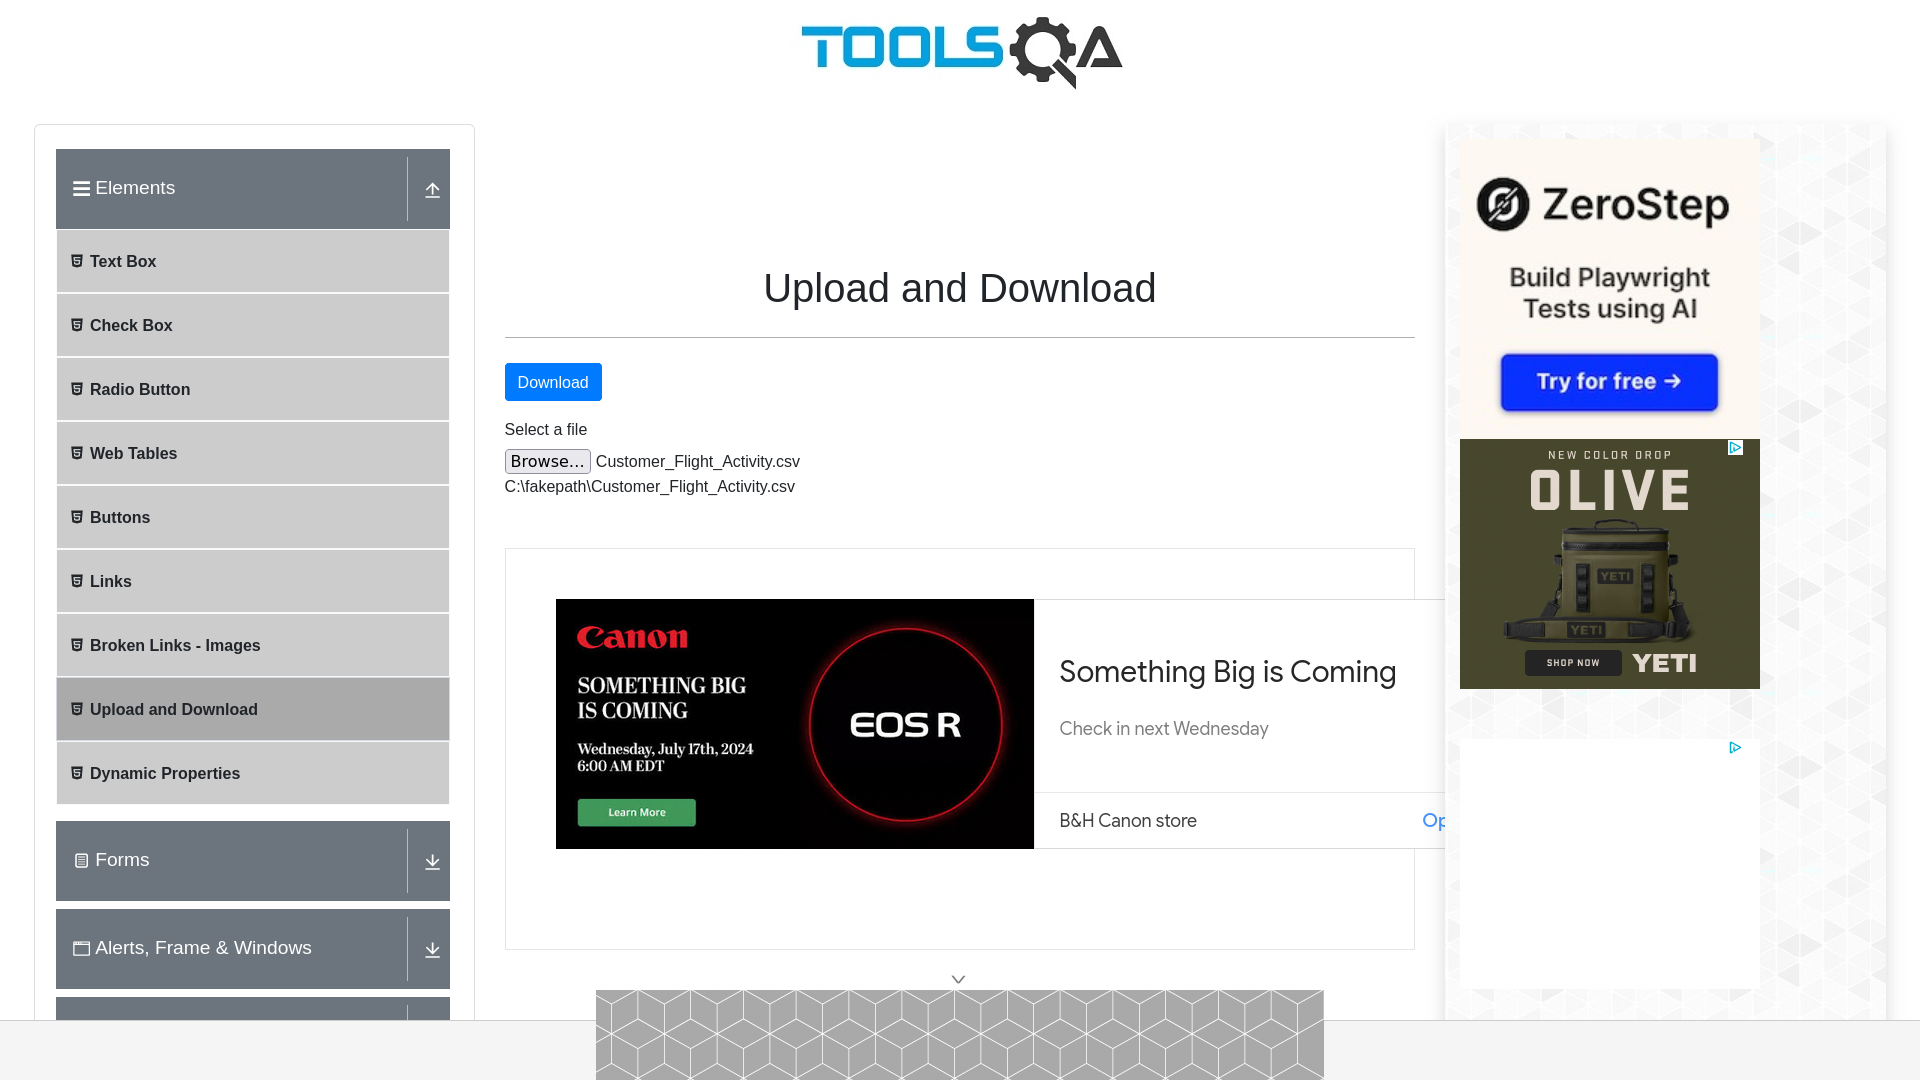 TOOLSQA
Elements
Text Box
Check Box
Radio Button
Web Tables
Buttons
Links
Broken Links - Images
Upload and Download
Dynamic Properties
Forms
Alerts, Frame & Windows
Upload and Download
Download
Select a file
Browse... Customer_Flight_Activity.csv
C:\fakepath\Customer_Flight_Activity.csv
Canon
SOMETHING BIG
IS COMING
Wednesday, July 17th, 2024
6:00 AM EDT
Learn More
EOS R
Something Big is Coming
Check in next Wednesday
B&H Canon store
Op
ZeroStep
Build Playwright
Tests using AI
Try for free →
NEW COLOR DROP
OLIVE
YETI
YETI
SHOP NOW YETI